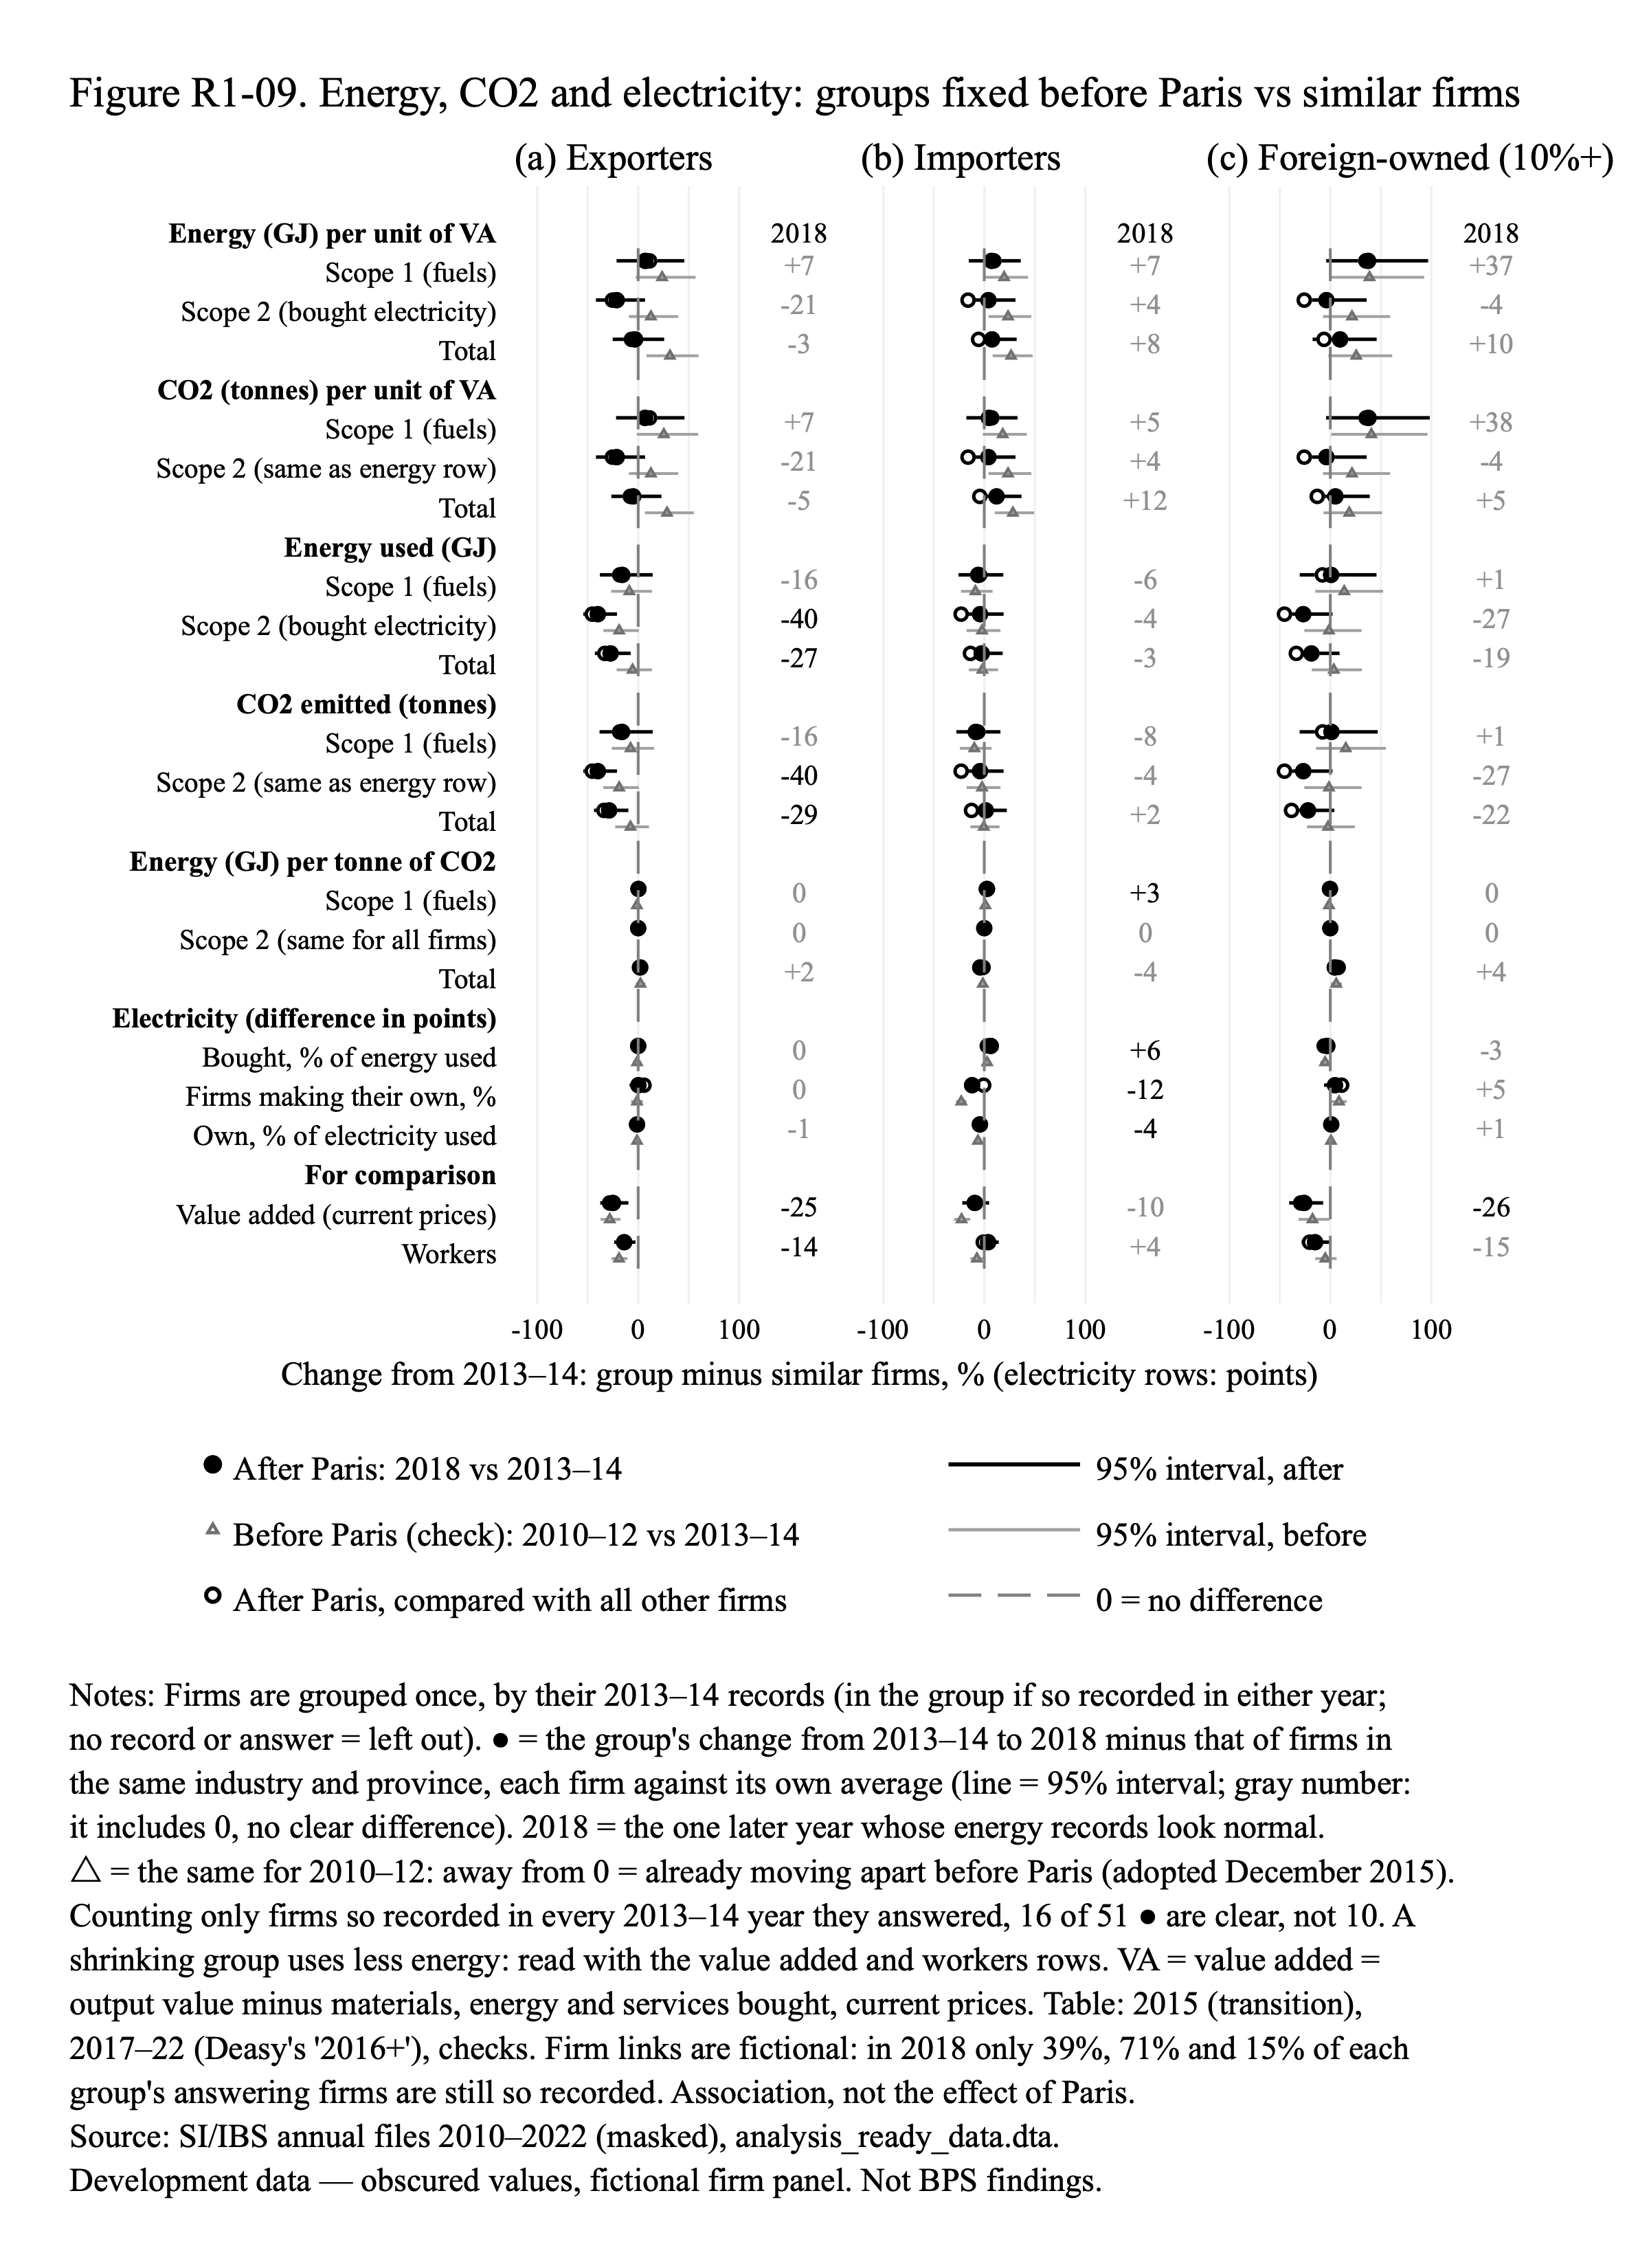 Figure R1-09. Energy, CO2 and electricity: groups fixed before Paris vs similar firms
(a) Exporters (b) Importers (c) Foreign-owned (10%+)
Energy (GJ) per unit of VA 2018 2018 2018
Scope 1 (fuels) +7 +7 +37
Scope 2 (bought electricity) -21 +4 -4
Total -3 +8 +10
CO2 (tonnes) per unit of VA
Scope 1 (fuels) +7 +5 +38
Scope 2 (same as energy row) -21 +4 -4
Total -5 +12 +5
Energy used (GJ)
Scope 1 (fuels) -16 -6 +1
Scope 2 (bought electricity) -40 -4 -27
Total -27 -3 -19
CO2 emitted (tonnes)
Scope 1 (fuels) -16 -8 +1
Scope 2 (same as energy row) -40 -4 -27
Total -29 +2 -22
Energy (GJ) per tonne of CO2
Scope 1 (fuels) 0 +3 0
Scope 2 (same for all firms) 0 0 0
Total +2 -4 +4
Electricity (difference in points)
Bought, % of energy used 0 +6 -3
Firms making their own, % 0 -12 +5
Own, % of electricity used -1 -4 +1
For comparison
Value added (current prices) -25 -10 -26
Workers -14 +4 -15
-100 0 100 -100 0 100 -100 0 100
Change from 2013–14: group minus similar firms, % (electricity rows: points)
● After Paris: 2018 vs 2013–14 95% interval, after
△ Before Paris (check): 2010–12 vs 2013–14 95% interval, before
○ After Paris, compared with all other firms 0 = no difference
Notes: Firms are grouped once, by their 2013–14 records (in the group if so recorded in either year;
no record or answer = left out). ● = the group's change from 2013–14 to 2018 minus that of firms in
the same industry and province, each firm against its own average (line = 95% interval; gray number:
it includes 0, no clear difference). 2018 = the one later year whose energy records look normal.
△ = the same for 2010–12: away from 0 = already moving apart before Paris (adopted December 2015).
Counting only firms so recorded in every 2013–14 year they answered, 16 of 51 ● are clear, not 10. A
shrinking group uses less energy: read with the value added and workers rows. VA = value added =
output value minus materials, energy and services bought, current prices. Table: 2015 (transition),
2017–22 (Deasy's '2016+'), checks. Firm links are fictional: in 2018 only 39%, 71% and 15% of each
group's answering firms are still so recorded. Association, not the effect of Paris.
Source: SI/IBS annual files 2010–2022 (masked), analysis_ready_data.dta.
Development data — obscured values, fictional firm panel. Not BPS findings.